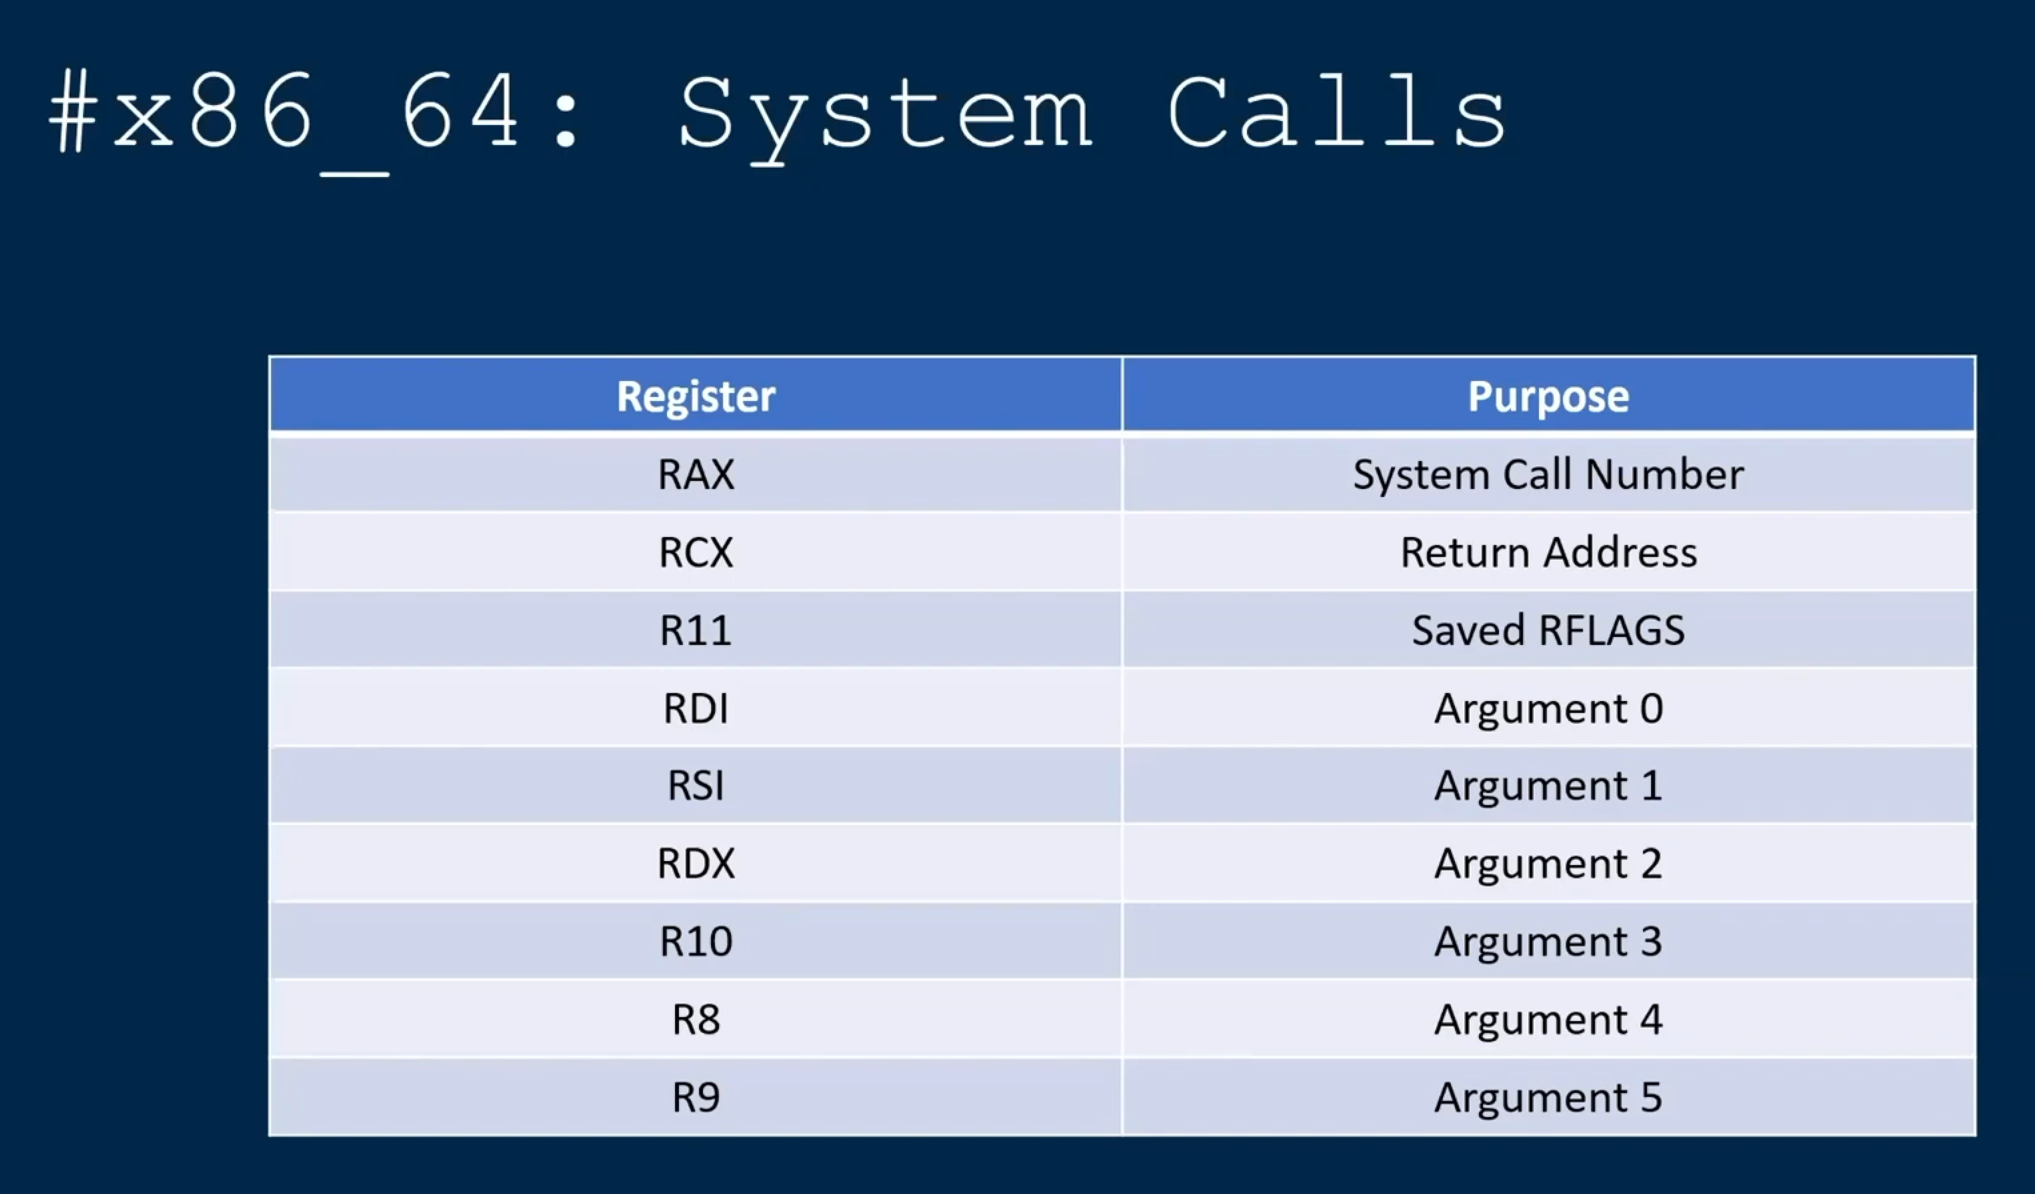 #x86_64: System Calls
Register Purpose
RAX System Call Number
RCX Return Address
R11 Saved RFLAGS
RDI Argument 0
RSI Argument 1
RDX Argument 2
R10 Argument 3
R8 Argument 4
R9 Argument 5